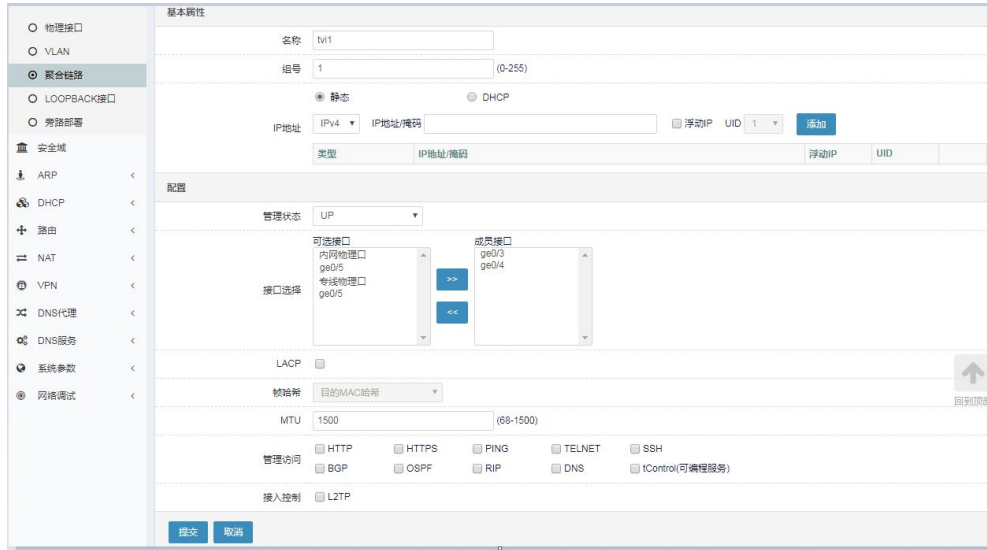 基本属性
物理接口
VLAN
聚合链路
LOOPBACK接口
旁路部署
安全域
ARP
DHCP
路由
NAT
VPN
DNS代理
DNS服务
系统参数
网络调试
名称 tvi1
组号 1 (0-255)
静态 DHCP
IP地址 IPv4 IP地址/掩码 浮动IP UID 1 添加
类型 IP地址/掩码 浮动IP UID
配置
管理状态 UP
可选接口 成员接口
接口选择
内网物理口
ge0/5
专线物理口
ge0/5
>>
<<
ge0/3
ge0/4
LACP
帧哈希 目的MAC哈希
MTU 1500 (68-1500)
管理访问
HTTP HTTPS PING TELNET SSH
BGP OSPF RIP DNS tControl(可编程服务)
接入控制 L2TP
提交 取消
回到顶部